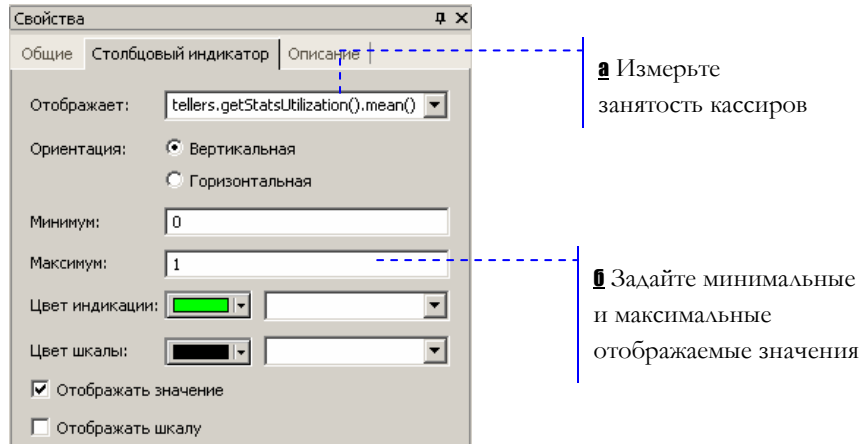 Свойства
Общие Столбцовый индикатор Описание
Отображает: tellers.getStatsUtilization().mean()
Ориентация: Вертикальная
Горизонтальная
Минимум: 0
Максимум: 1
Цвет индикации:
Цвет шкалы:
Отображать значение
Отображать шкалу
а Измерьте
занятость кассиров
б Задайте минимальные
и максимальные
отображаемые значения